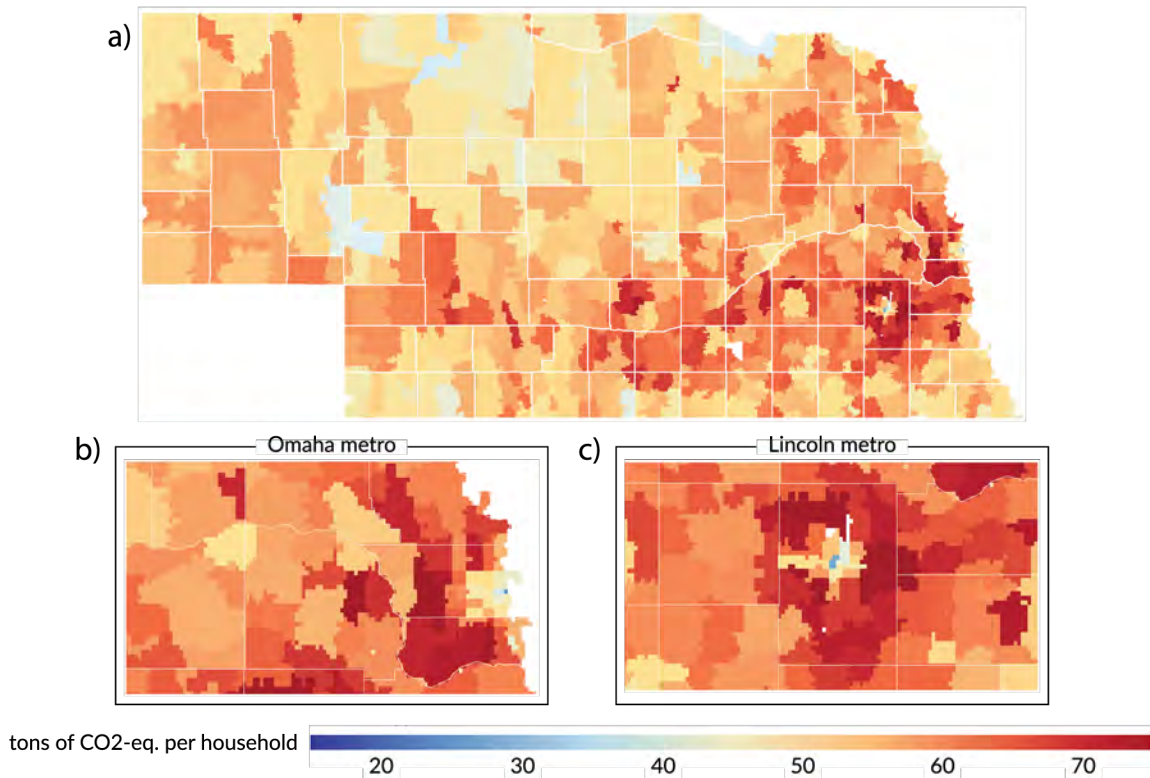 a)
b)
Omaha metro
c)
Lincoln metro
tons of CO2-eq. per household
20
30
40
50
60
70